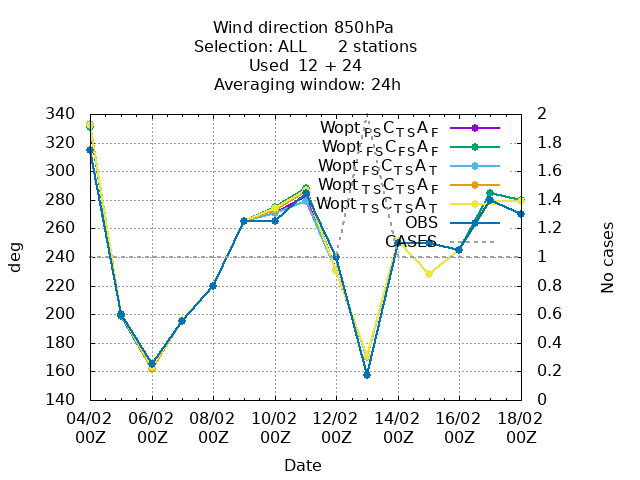 Wind direction 850hPa
Selection: ALL 2 stations
Used 12 + 24
Averaging window: 24h
340 2
Wopt FS C TS A F
320 1.8
Wopt FS C FS A F
300 1.6
Wopt FS C TS A T
280 1.4
Wopt TS C TS A F
Wopt TS C TS A T
260 1.2
OBS
CASES
240 1
220 0.8
200 0.6
180 0.4
160 0.2
140 0
deg
No cases
04/02 06/02 08/02 10/02 12/02 14/02 16/02 18/02
00Z 00Z 00Z 00Z 00Z 00Z 00Z 00Z
Date